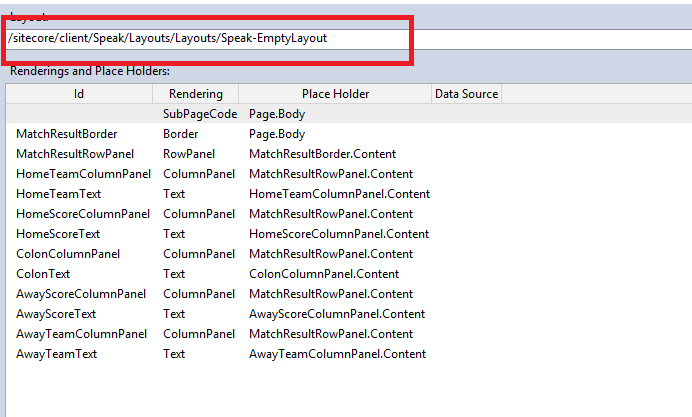 Layout:
/sitecore/client/Speak/Layouts/Layouts/Speak-EmptyLayout
Renderings and Place Holders:
Id Rendering Place Holder Data Source
SubPageCode Page.Body
MatchResultBorder Border Page.Body
MatchResultRowPanel RowPanel MatchResultBorder.Content
HomeTeamColumnPanel ColumnPanel MatchResultRowPanel.Content
HomeTeamText Text HomeTeamColumnPanel.Content
HomeScoreColumnPanel ColumnPanel MatchResultRowPanel.Content
HomeScoreText Text HomeScoreColumnPanel.Content
ColonColumnPanel ColumnPanel MatchResultRowPanel.Content
ColonText Text ColonColumnPanel.Content
AwayScoreColumnPanel ColumnPanel MatchResultRowPanel.Content
AwayScoreText Text AwayScoreColumnPanel.Content
AwayTeamColumnPanel ColumnPanel MatchResultRowPanel.Content
AwayTeamText Text AwayTeamColumnPanel.Content